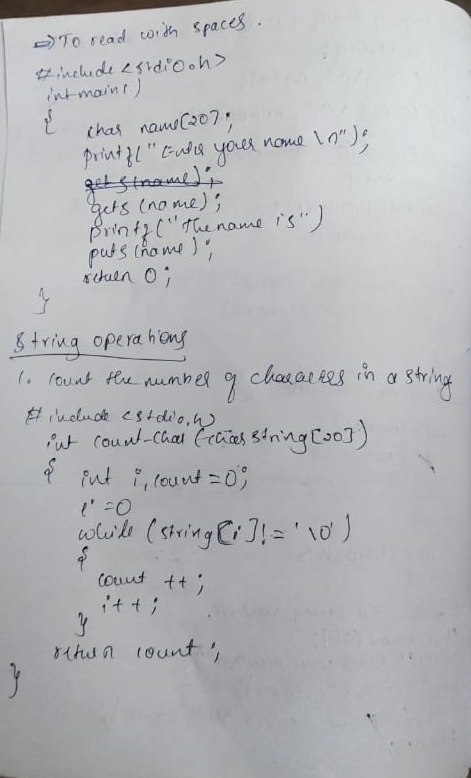 ⇒ To read with spaces.
#include <stdio.h>
int main()
{
char name[20];
printf("Enter your name \n");
gets(name);
gets (name);
printf("The name is")
puts (name);
return 0;
}
String operations
1. Count the number of characters in a string
# include <stdio.h>
int count-char (char string[20])
{ int i, count = 0;
i = 0
while (string[i] != '\0')
{
count ++;
i++;
}
return count;
}